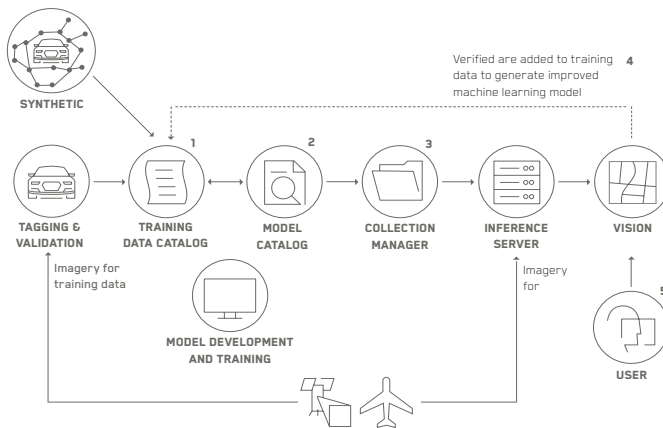 SYNTHETIC
Verified are added to training 4
data to generate improved
machine learning model
1
2
3
TAGGING &
VALIDATION
TRAINING
DATA CATALOG
MODEL
CATALOG
COLLECTION
MANAGER
INFERENCE
SERVER
VISION
Imagery for
training data
Imagery
for
MODEL DEVELOPMENT
AND TRAINING
5
USER